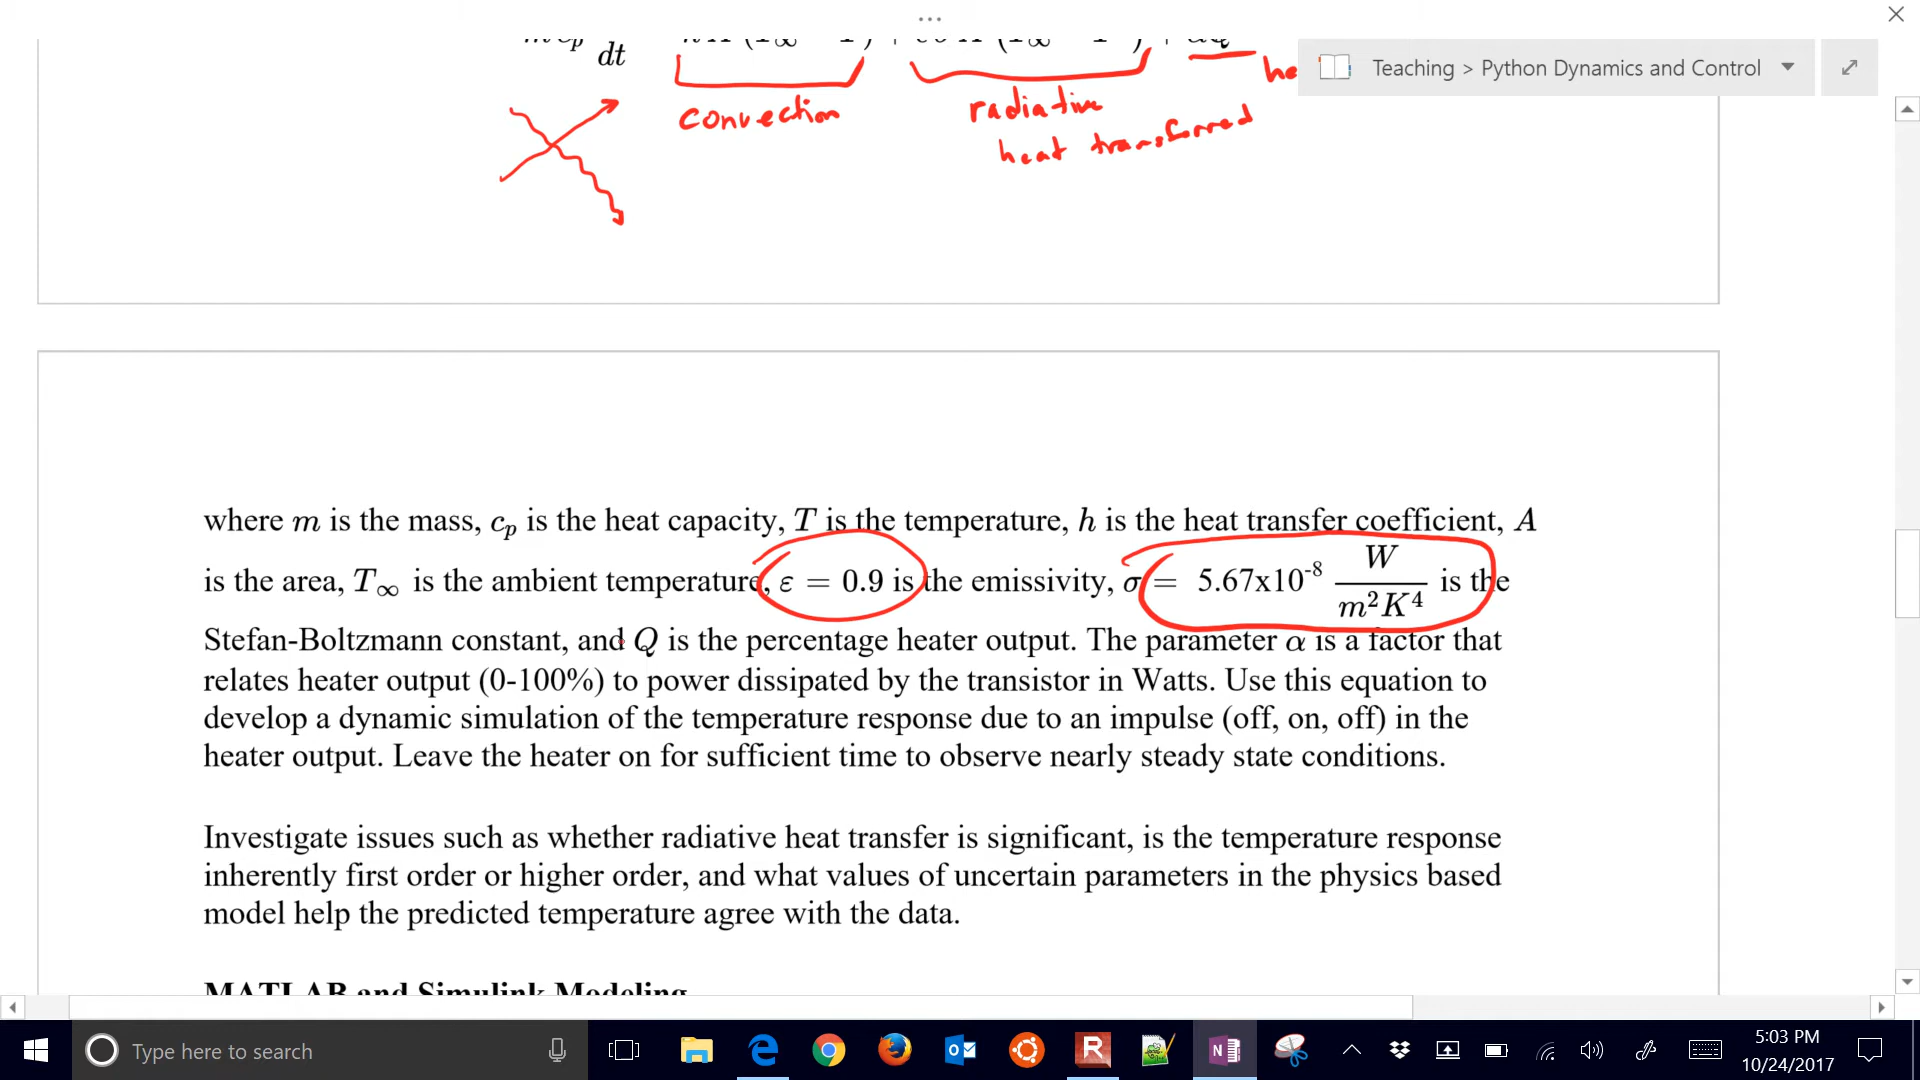 dt
convection
radiative
heat transferred
he
Teaching > Python Dynamics and Control
where m is the mass, cₚ is the heat capacity, T is the temperature, h is the heat transfer coefficient, A
is the area, T∞ is the ambient temperature, ε = 0.9 is the emissivity, σ = 5.67x10⁻⁸ W/m²K⁴ is the
Stefan-Boltzmann constant, and Q is the percentage heater output. The parameter α is a factor that
relates heater output (0-100%) to power dissipated by the transistor in Watts. Use this equation to
develop a dynamic simulation of the temperature response due to an impulse (off, on, off) in the
heater output. Leave the heater on for sufficient time to observe nearly steady state conditions.
Investigate issues such as whether radiative heat transfer is significant, is the temperature response
inherently first order or higher order, and what values of uncertain parameters in the physics based
model help the predicted temperature agree with the data.
MATLAB and Simulink Modeling
Type here to search
5:03 PM
10/24/2017